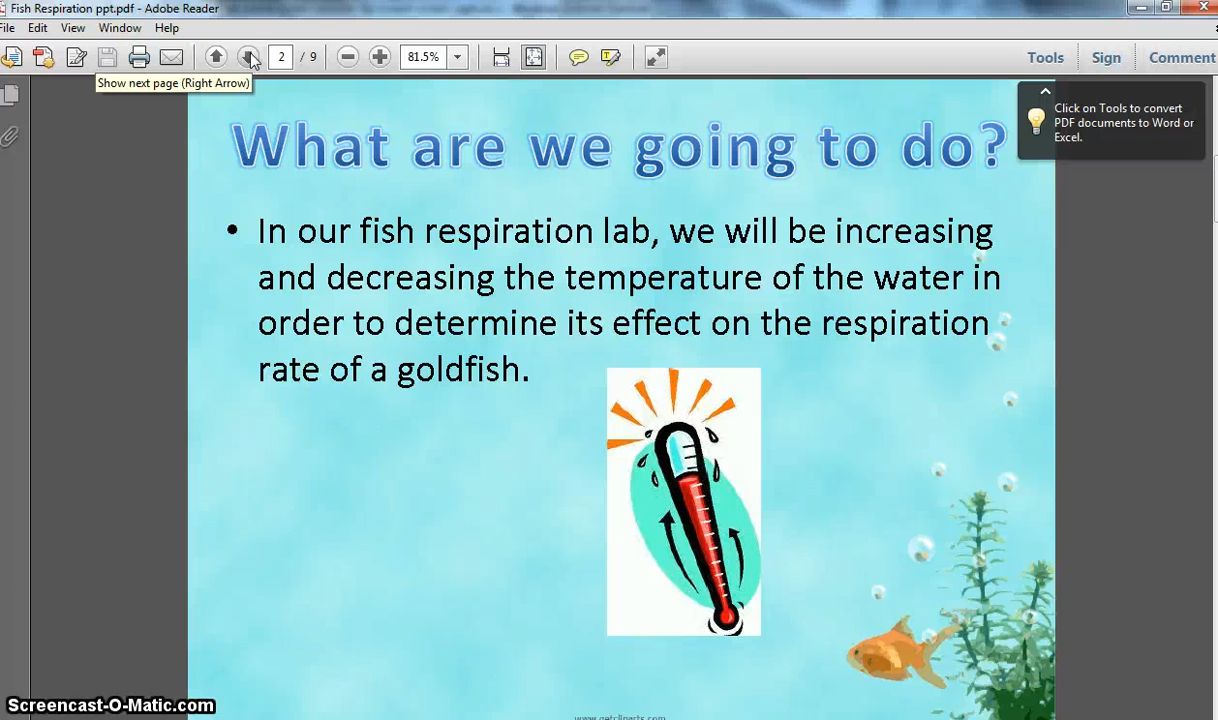 Fish Respiration ppt.pdf - Adobe Reader
File Edit View Window Help
2 / 9 81.5% Tools Sign Comment
Show next page (Right Arrow)
Click on Tools to convert
PDF documents to Word or
Excel.
What are we going to do?
• In our fish respiration lab, we will be increasing
and decreasing the temperature of the water in
order to determine its effect on the respiration
rate of a goldfish.
Screencast-O-Matic.com
www.getcliparts.com